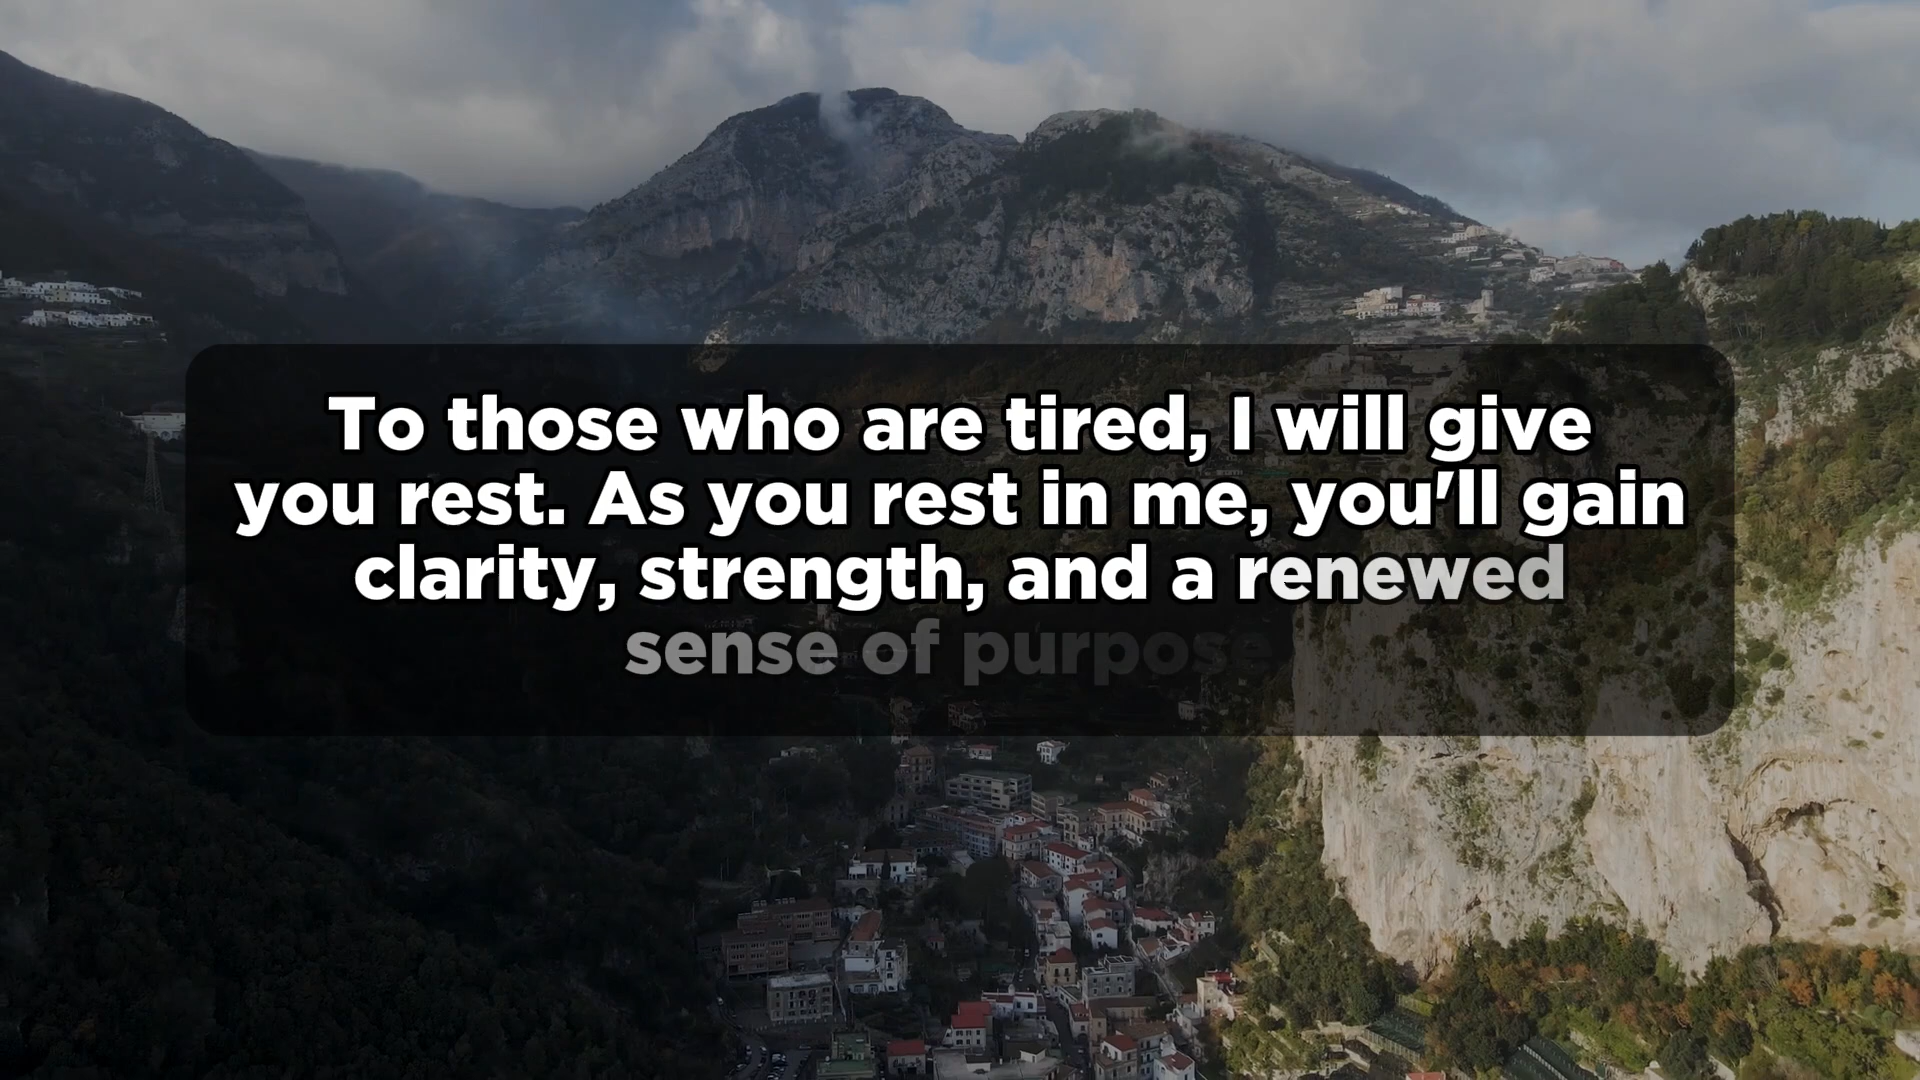 To those who are tired, I will give
you rest. As you rest in me, you'll gain
clarity, strength, and a renewed
sense of purpose